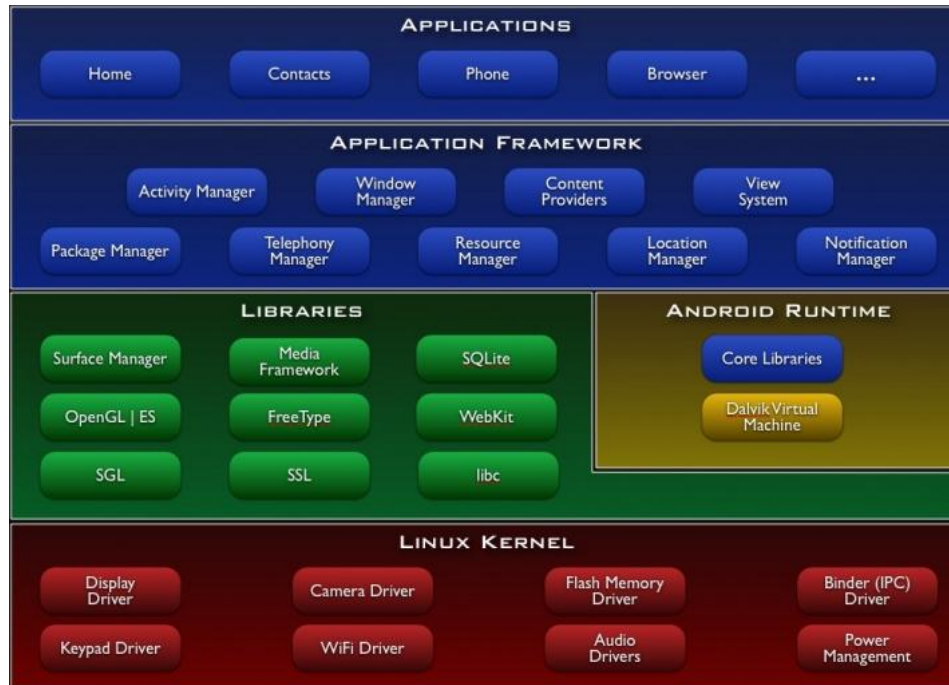 APPLICATIONS
Home
Contacts
Phone
Browser
...
APPLICATION FRAMEWORK
Activity Manager
Window
Manager
Content
Providers
View
System
Package Manager
Telephony
Manager
Resource
Manager
Location
Manager
Notification
Manager
LIBRARIES
Surface Manager
Media
Framework
SQLite
OpenGL | ES
FreeType
WebKit
SGL
SSL
libc
ANDROID RUNTIME
Core Libraries
Dalvik Virtual
Machine
LINUX KERNEL
Display
Driver
Camera Driver
Flash Memory
Driver
Binder (IPC)
Driver
Keypad Driver
WiFi Driver
Audio
Drivers
Power
Management